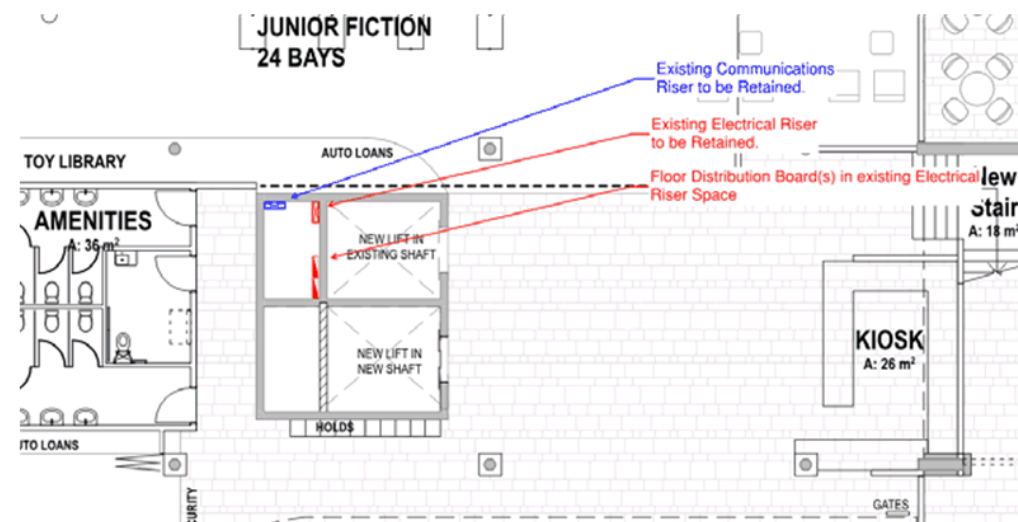 JUNIOR FICTION
24 BAYS
Existing Communications
Riser to be Retained.
Existing Electrical Riser
to be Retained.
TOY LIBRARY
AUTO LOANS
Floor Distribution Board(s) in existing Electrical
Riser Space
Stair
A: 18 m²
AMENITIES
A: 36 m²
NEW LIFT IN
EXISTING SHAFT
KIOSK
A: 26 m²
NEW LIFT IN
NEW SHAFT
HOLDS
UTO LOANS
URITY
GATES